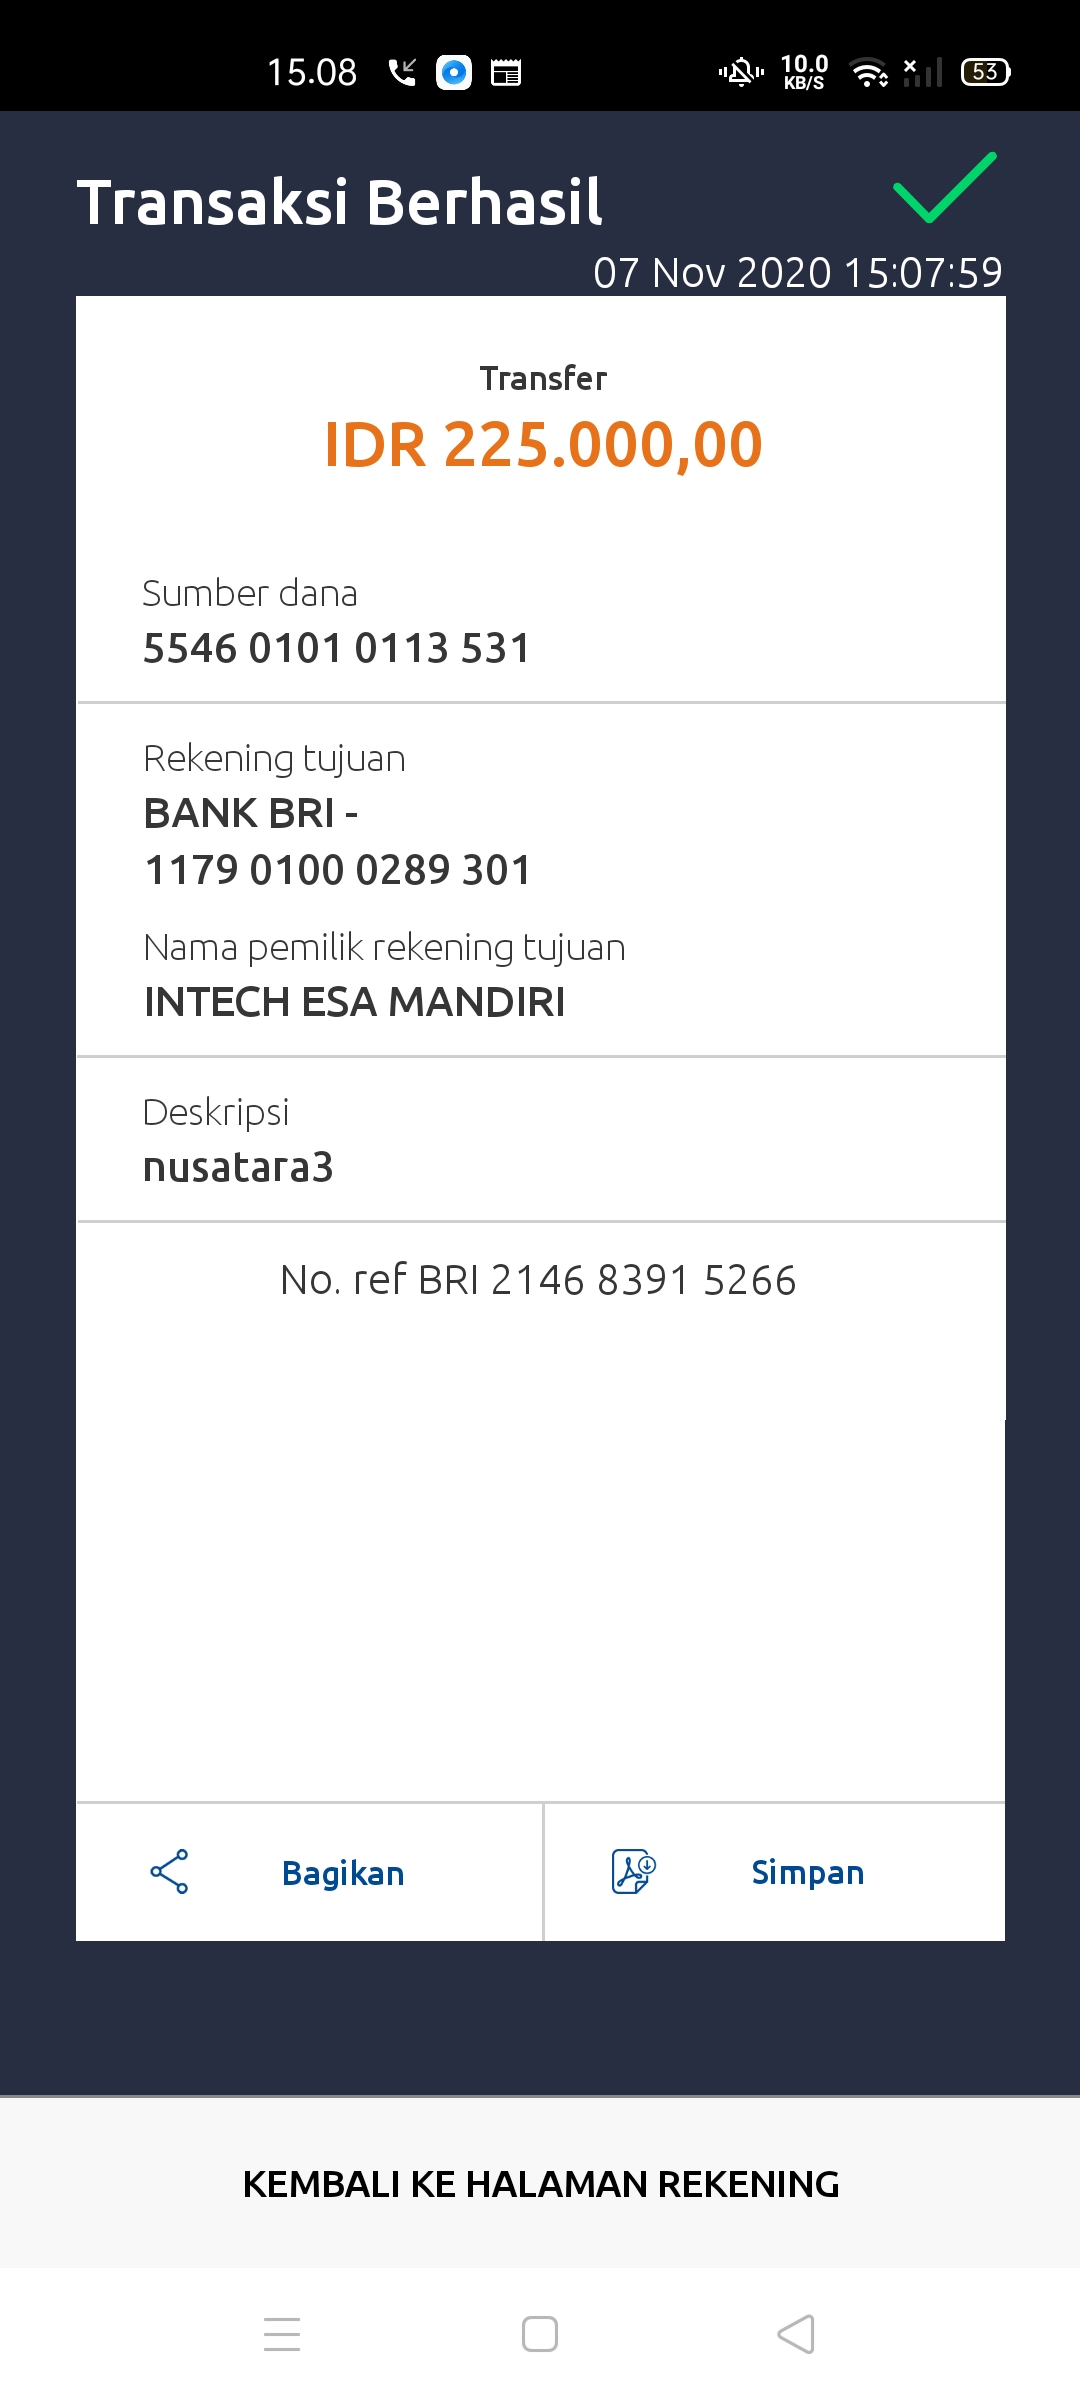 15.08
10.0
KB/S
53
Transaksi Berhasil
07 Nov 2020 15:07:59
Transfer
IDR 225.000,00
Sumber dana
5546 0101 0113 531
Rekening tujuan
BANK BRI -
1179 0100 0289 301
Nama pemilik rekening tujuan
INTECH ESA MANDIRI
Deskripsi
nusatara3
No. ref BRI 2146 8391 5266
Bagikan
Simpan
KEMBALI KE HALAMAN REKENING